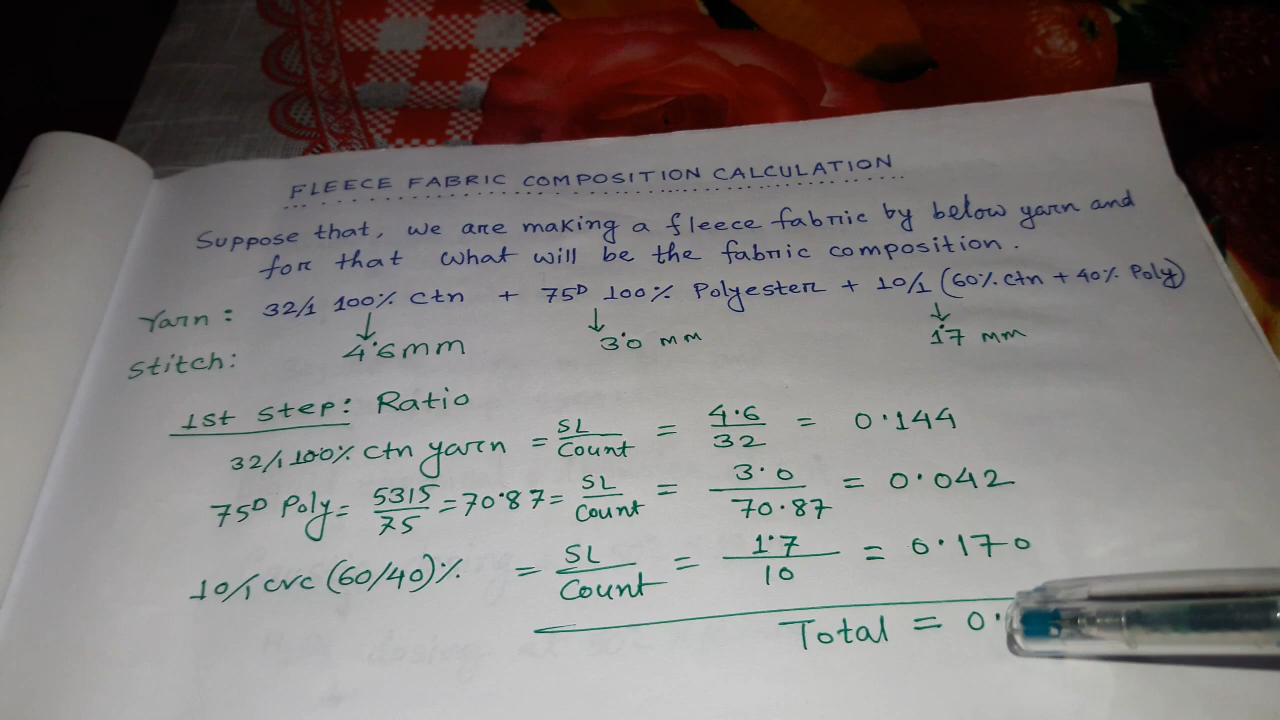 FLEECE FABRIC COMPOSITION CALCULATION
Suppose that, we are making a fleece fabric by below yarn and
for that what will be the fabric composition.
Yarn: 32/1 100% Ctn + 75D 100% Polyester + 10/1 (60% Ctn + 40% Poly)
Stitch: 4.6mm 3.0 mm 1.7 mm
1st step: Ratio
32/1 100% Ctn yarn = SL/Count = 4.6/32 = 0.144
75D Poly = 5315/75 = 70.87 = SL/Count = 3.0/70.87 = 0.042
10/1 cvc (60/40)% = SL/Count = 1.7/10 = 0.170
Total = 0.